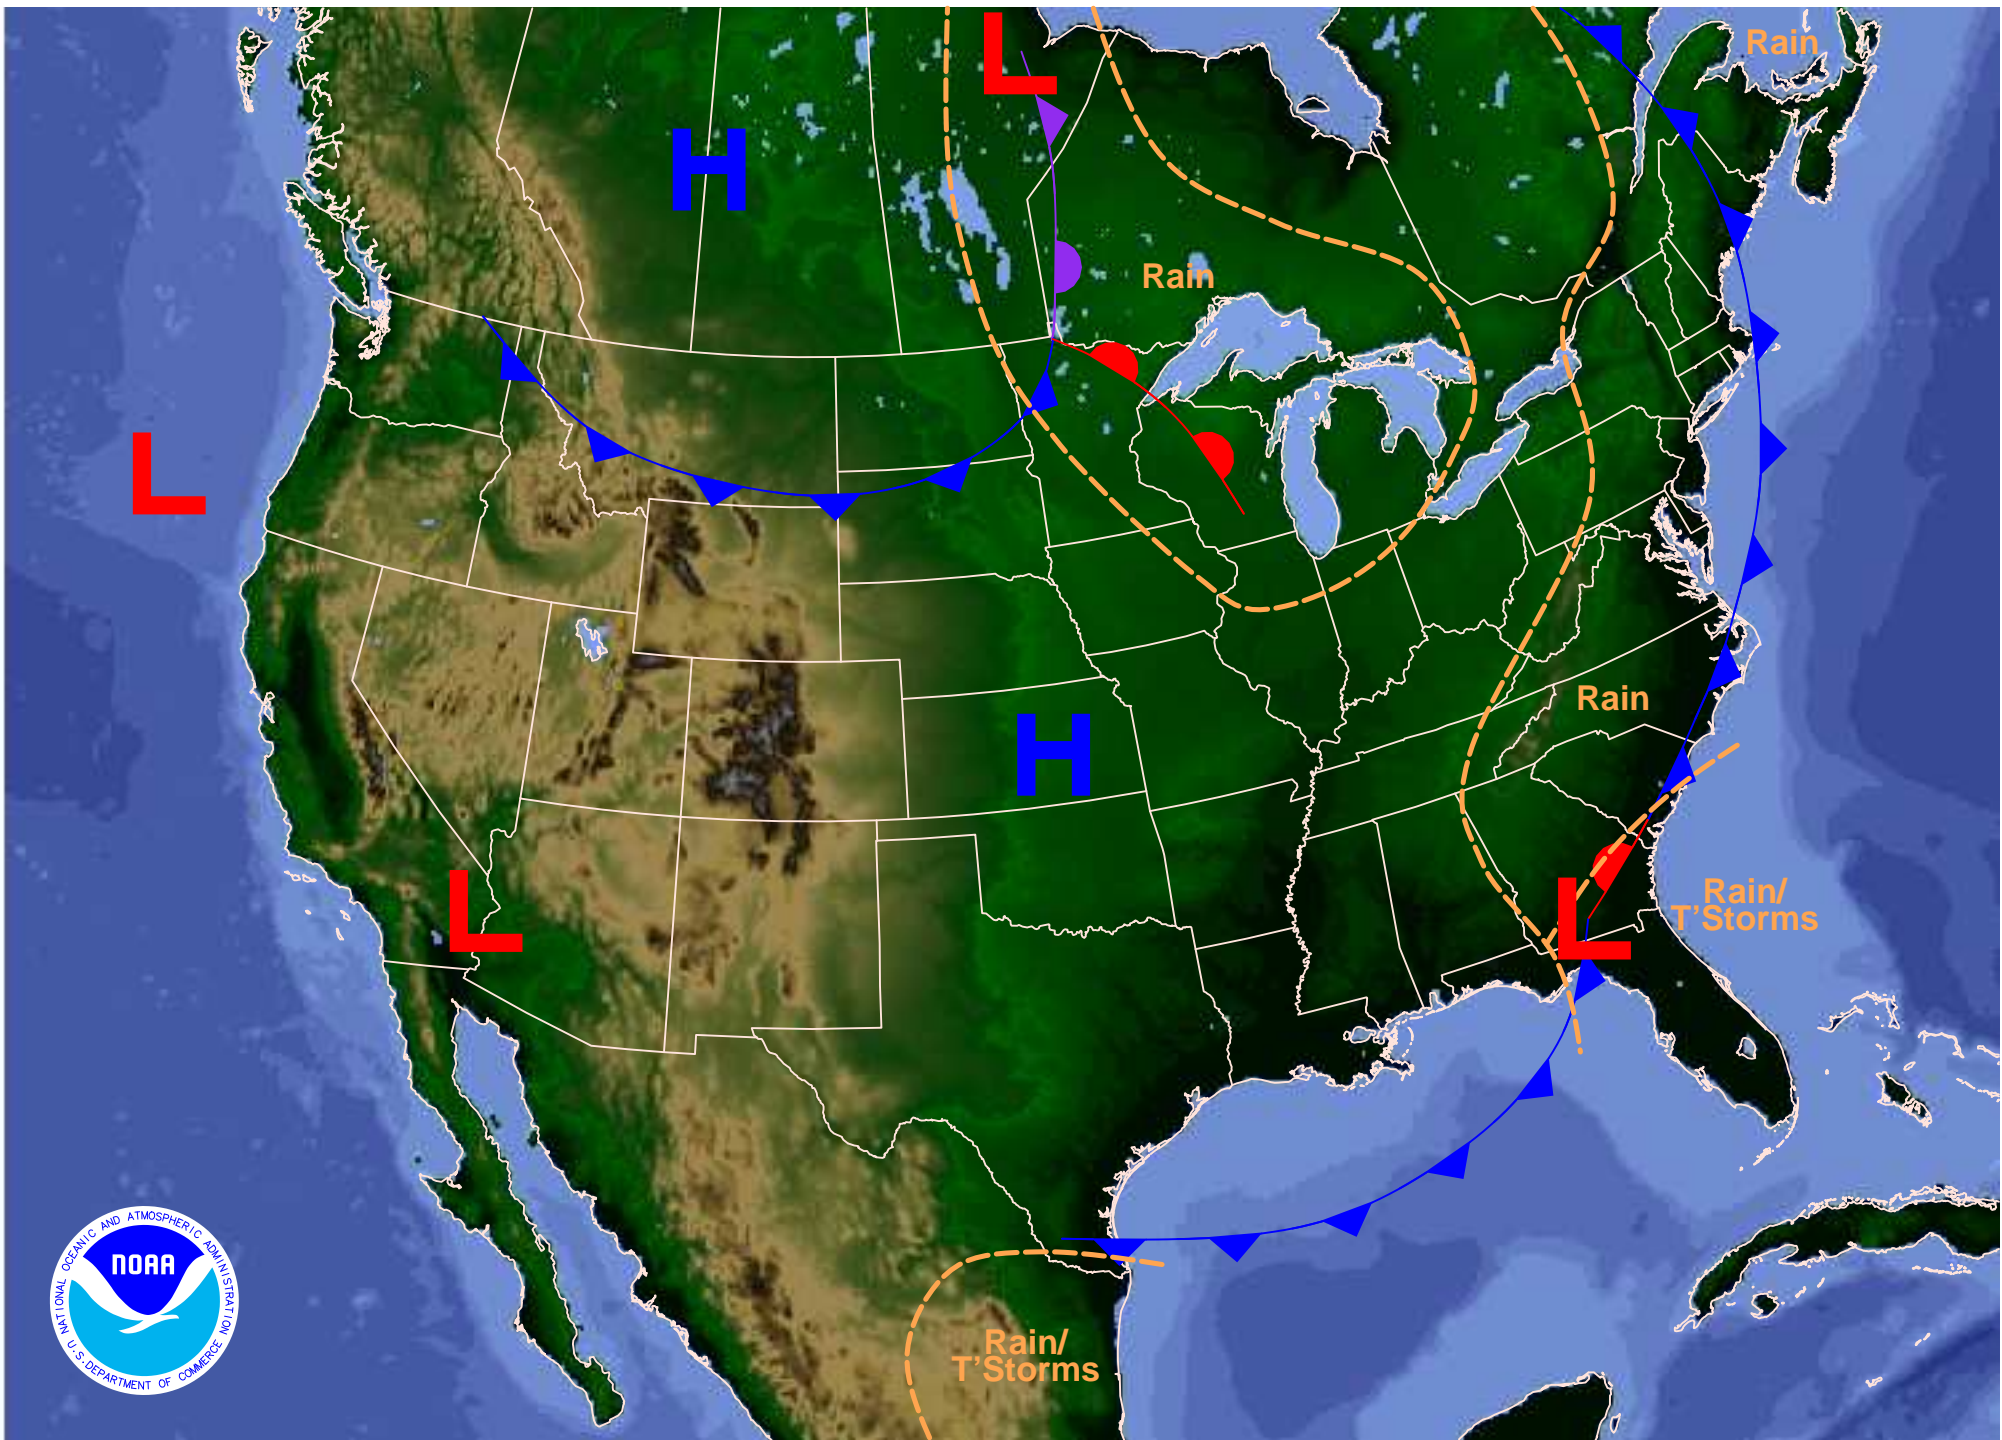 L
Rain
H
Rain
L
Rain
H
L
L
Rain/
T'Storms
NOAA
NATIONAL OCEANIC AND ATMOSPHERIC ADMINISTRATION
U.S. DEPARTMENT OF COMMERCE
Rain/
T'Storms